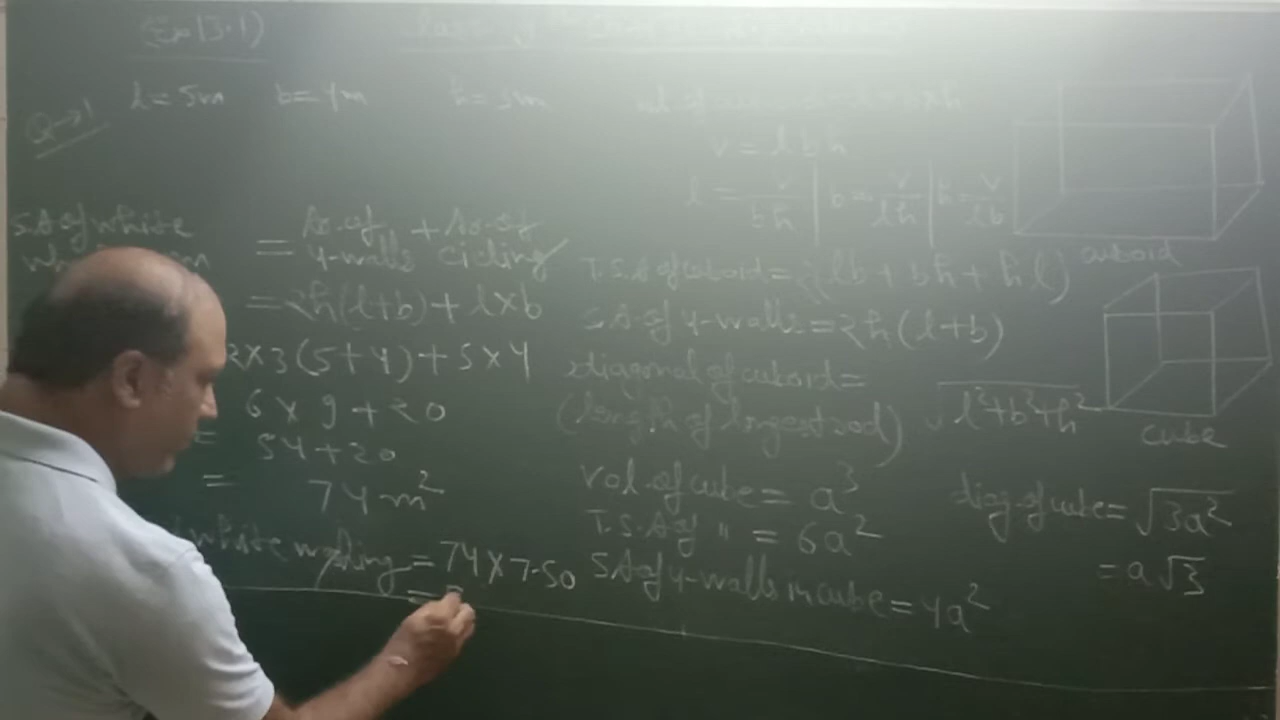 Ex(3.1)
Q→1
l = 5m b = 4m h = 3m
S.A of white = Ar. of 4-walls + Ar. of cicling
= 2h(l+b) + l×b
2×3(5+4)+5×4
6 × 9 + 20
= 54+20
= 74 m²
white washing = 74×7.50
=
V = l b h
l = V/bh | b = V/lh | h = V/lb
T.S.A of cuboid = 2(lb + bh + hl)
S.A of 4-walls = 2h(l+b)
diagonal of cuboid =
(length of longest rod) √l²+b²+h²
vol. of cube = a³
T.S.A of " = 6a²
S.A of 4-walls in cube = 4a²
cuboid
cube
diag. of cube = √3a²
= a√3